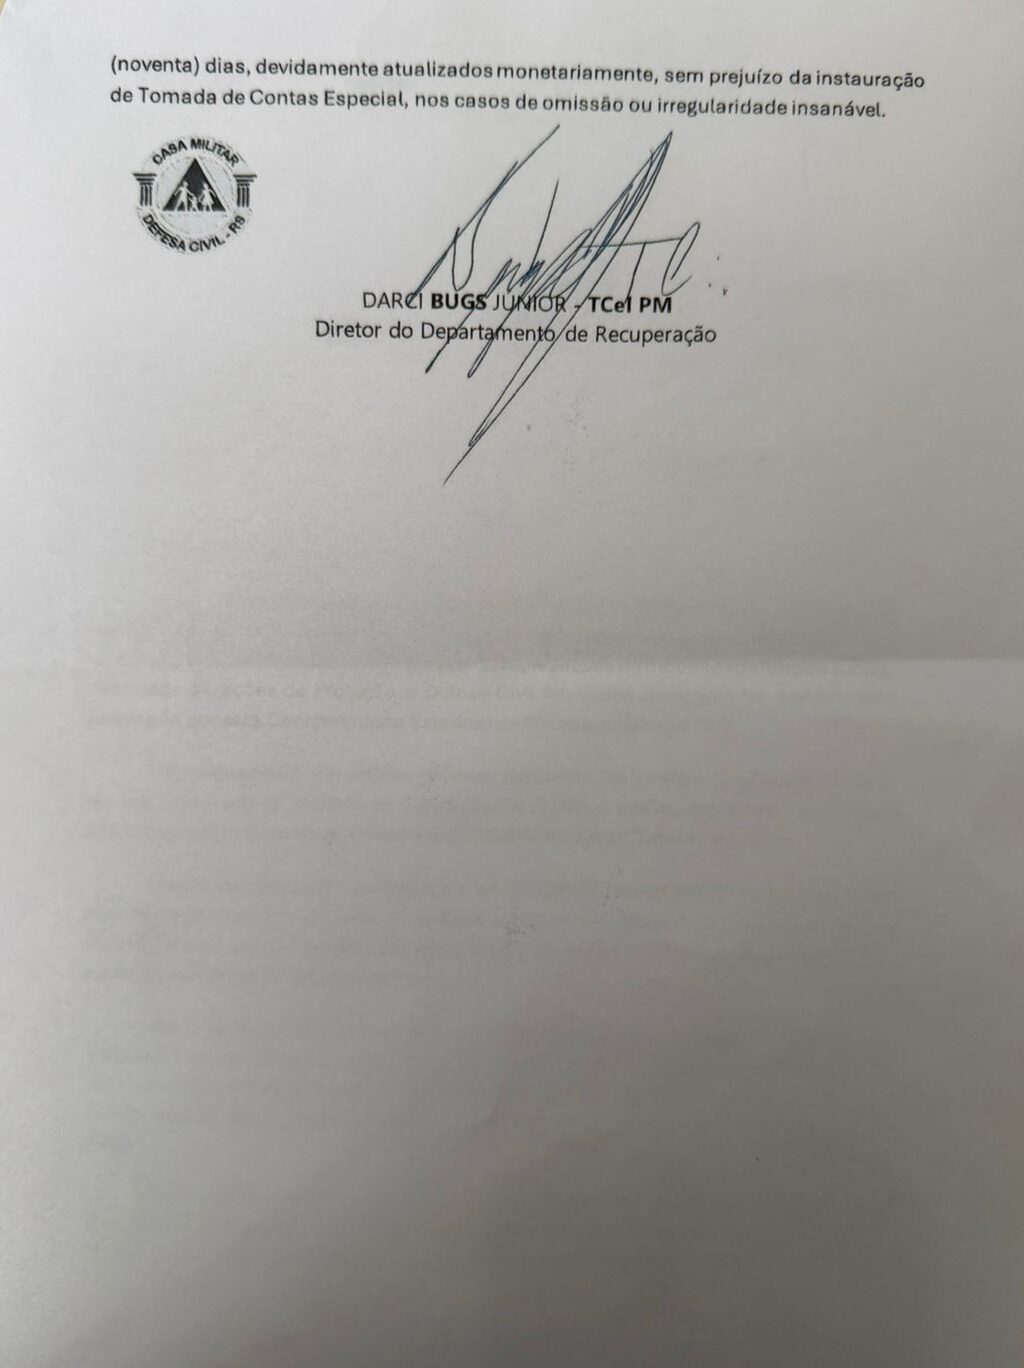 (noventa) dias, devidamente atualizados monetariamente, sem prejuízo da instauração
de Tomada de Contas Especial, nos casos de omissão ou irregularidade insanável.
CASA MILITAR
DEFESA CIVIL - RS
DARCI BUGS JÚNIOR - TCel PM
Diretor do Departamento de Recuperação